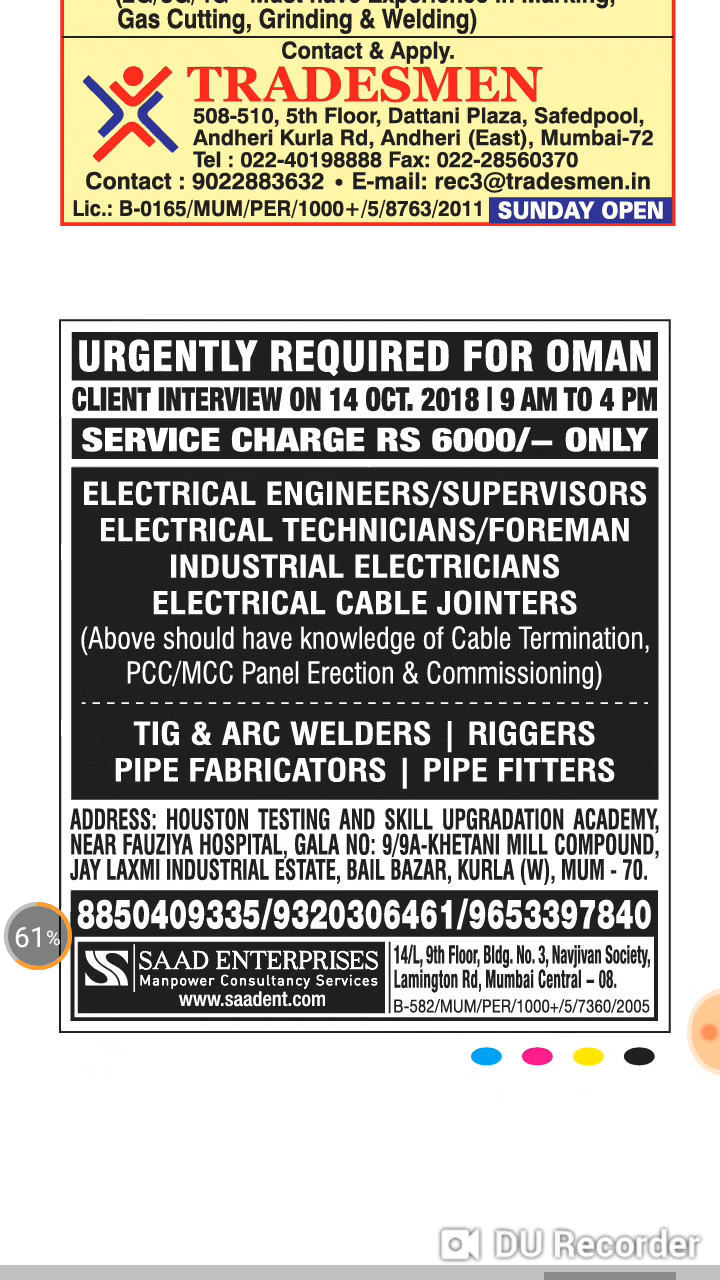 (2G/3G/4G - Must have Experience in Marking,
Gas Cutting, Grinding & Welding)
Contact & Apply.
TRADESMEN
508-510, 5th Floor, Dattani Plaza, Safedpool,
Andheri Kurla Rd, Andheri (East), Mumbai-72
Tel : 022-40198888 Fax: 022-28560370
Contact : 9022883632 • E-mail: rec3@tradesmen.in
Lic.: B-0165/MUM/PER/1000+/5/8763/2011 SUNDAY OPEN
URGENTLY REQUIRED FOR OMAN
CLIENT INTERVIEW ON 14 OCT. 2018 | 9 AM TO 4 PM
SERVICE CHARGE RS 6000/– ONLY
ELECTRICAL ENGINEERS/SUPERVISORS
ELECTRICAL TECHNICIANS/FOREMAN
INDUSTRIAL ELECTRICIANS
ELECTRICAL CABLE JOINTERS
(Above should have knowledge of Cable Termination,
PCC/MCC Panel Erection & Commissioning)
TIG & ARC WELDERS | RIGGERS
PIPE FABRICATORS | PIPE FITTERS
ADDRESS: HOUSTON TESTING AND SKILL UPGRADATION ACADEMY,
NEAR FAUZIYA HOSPITAL, GALA NO: 9/9A-KHETANI MILL COMPOUND,
JAY LAXMI INDUSTRIAL ESTATE, BAIL BAZAR, KURLA (W), MUM - 70.
8850409335/9320306461/9653397840
61%
SAAD ENTERPRISES
Manpower Consultancy Services
www.saadent.com
14/L, 9th Floor, Bldg. No. 3, Navjivan Society,
Lamington Rd, Mumbai Central – 08.
B-582/MUM/PER/1000+/5/7360/2005
DU Recorder